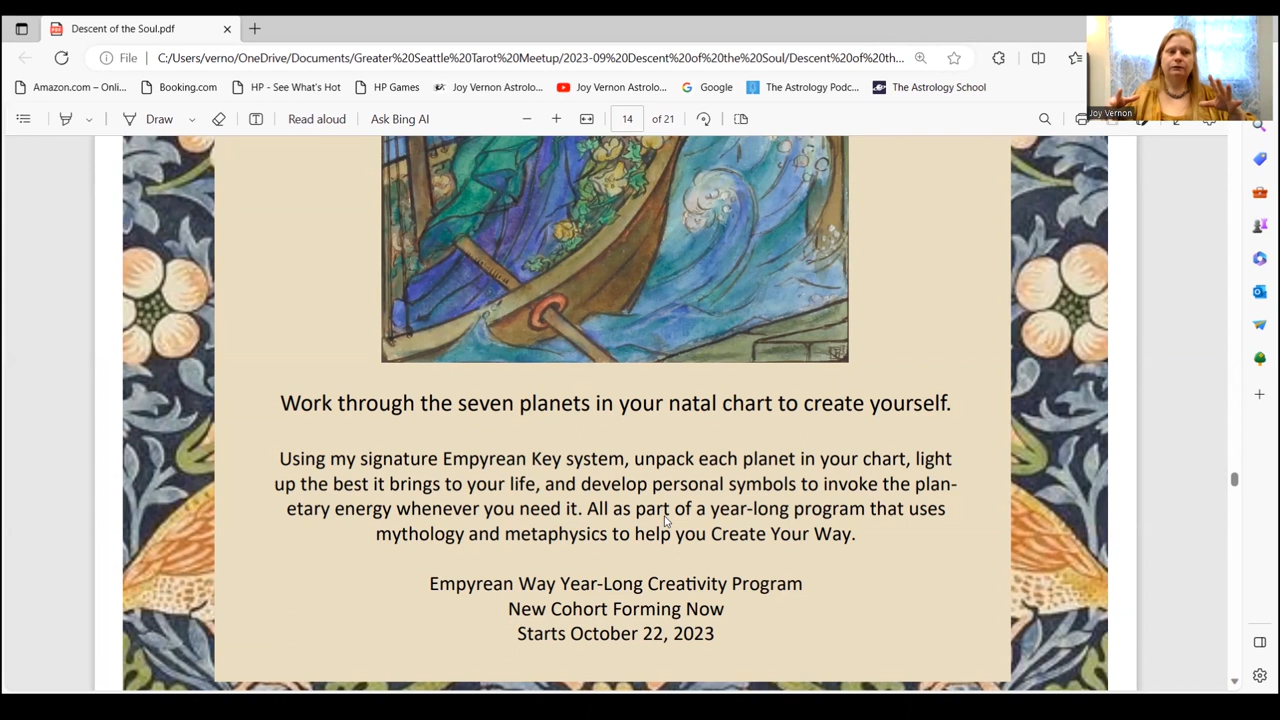 Descent of the Soul.pdf
File
C:/Users/verno/OneDrive/Documents/Greater%20Seattle%20Tarot%20Meetup/2023-09%20Descent%20of%20the%20Soul/Descent%20of%20th...
Amazon.com – Onli...
Booking.com
HP - See What's Hot
HP Games
Joy Vernon Astrolo...
Joy Vernon Astrolo...
Google
The Astrology Podc...
The Astrology School
Joy Vernon
Draw
Read aloud
Ask Bing AI
14 of 21
Work through the seven planets in your natal chart to create yourself.
Using my signature Empyrean Key system, unpack each planet in your chart, light
up the best it brings to your life, and develop personal symbols to invoke the plan-
etary energy whenever you need it. All as part of a year-long program that uses
mythology and metaphysics to help you Create Your Way.
Empyrean Way Year-Long Creativity Program
New Cohort Forming Now
Starts October 22, 2023